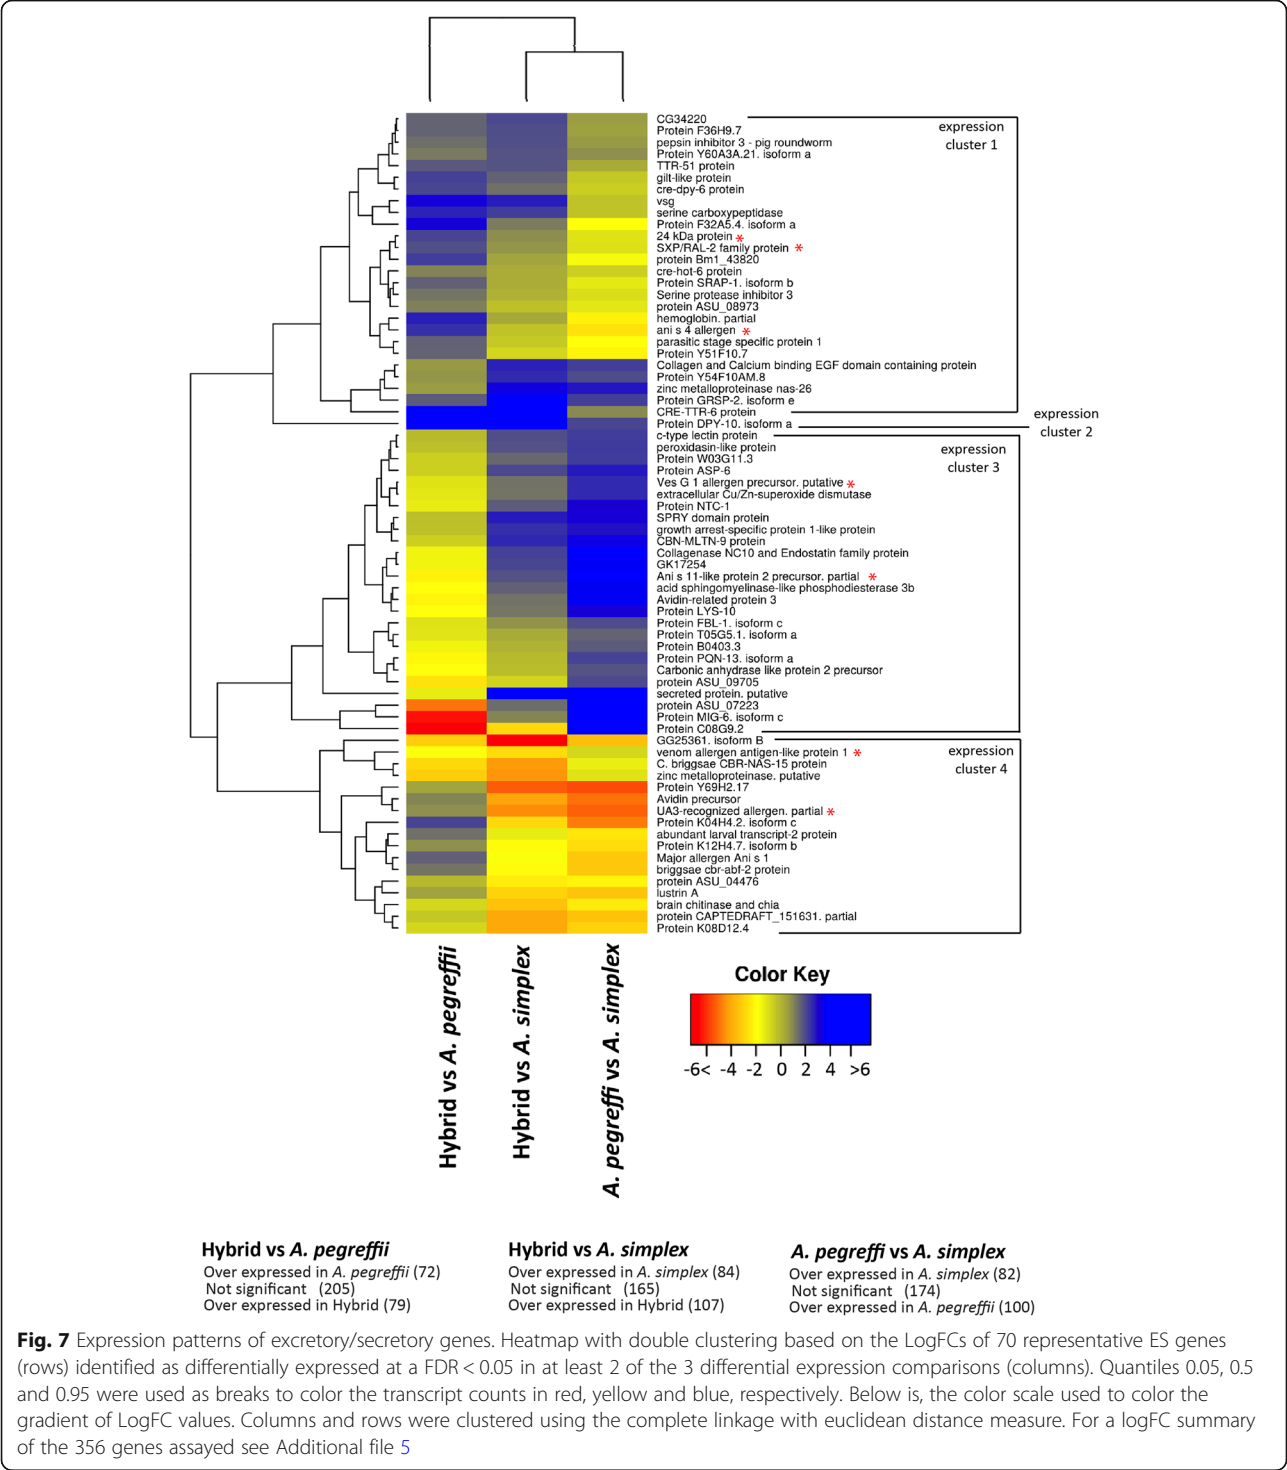 CG34220
Protein F36H9.7
pepsin inhibitor 3 - pig roundworm
Protein Y60A3A.21. isoform a
TTR-51 protein
gilt-like protein
cre-dpy-6 protein
vsg
serine carboxypeptidase
Protein F32A5.4. isoform a
24 kDa protein *
SXP/RAL-2 family protein *
protein Bm1_43820
cre-hot-6 protein
Protein SRAP-1. isoform b
Serine protease inhibitor 3
protein ASU_08973
hemoglobin. partial
ani s 4 allergen *
parasitic stage specific protein 1
Protein Y51F10.7
Collagen and Calcium binding EGF domain containing protein
Protein Y54F10AM.8
zinc metalloproteinase nas-26
Protein GRSP-2. isoform e
CRE-TTR-6 protein
expression
cluster 1
Protein DPY-10. isoform a
expression
cluster 2
c-type lectin protein
peroxidasin-like protein
Protein W03G11.3
Protein ASP-6
Ves G 1 allergen precursor. putative *
extracellular Cu/Zn-superoxide dismutase
Protein NTC-1
SPRY domain protein
growth arrest-specific protein 1-like protein
CBN-MLTN-9 protein
Collagenase NC10 and Endostatin family protein
GK17254
Ani s 11-like protein 2 precursor. partial *
acid sphingomyelinase-like phosphodiesterase 3b
Avidin-related protein 3
Protein LYS-10
Protein FBL-1. isoform c
Protein T05G5.1. isoform a
Protein B0403.3
Protein PQN-13. isoform a
Carbonic anhydrase like protein 2 precursor
protein ASU_09705
secreted protein. putative
protein ASU_07223
Protein MIG-6. isoform c
Protein C08G9.2
expression
cluster 3
GG25361. isoform B
venom allergen antigen-like protein 1 *
C. briggsae CBR-NAS-15 protein
zinc metalloproteinase. putative
Protein Y69H2.17
Avidin precursor
UA3-recognized allergen. partial *
Protein K04H4.2. isoform c
abundant larval transcript-2 protein
Protein K12H4.7. isoform b
Major allergen Ani s 1
briggsae cbr-abf-2 protein
protein ASU_04476
lustrin A
brain chitinase and chia
protein CAPTEDRAFT_151631. partial
Protein K08D12.4
expression
cluster 4
Hybrid vs A. pegreffii
Hybrid vs A. simplex
A. pegreffi vs A. simplex
Color Key
-6< -4 -2 0 2 4 >6
Hybrid vs A. pegreffii
Over expressed in A. pegreffii (72)
Not significant (205)
Over expressed in Hybrid (79)
Hybrid vs A. simplex
Over expressed in A. simplex (84)
Not significant (165)
Over expressed in Hybrid (107)
A. pegreffi vs A. simplex
Over expressed in A. simplex (82)
Not significant (174)
Over expressed in A. pegreffii (100)
Fig. 7 Expression patterns of excretory/secretory genes. Heatmap with double clustering based on the LogFCs of 70 representative ES genes
(rows) identified as differentially expressed at a FDR < 0.05 in at least 2 of the 3 differential expression comparisons (columns). Quantiles 0.05, 0.5
and 0.95 were used as breaks to color the transcript counts in red, yellow and blue, respectively. Below is, the color scale used to color the
gradient of LogFC values. Columns and rows were clustered using the complete linkage with euclidean distance measure. For a logFC summary
of the 356 genes assayed see Additional file 5